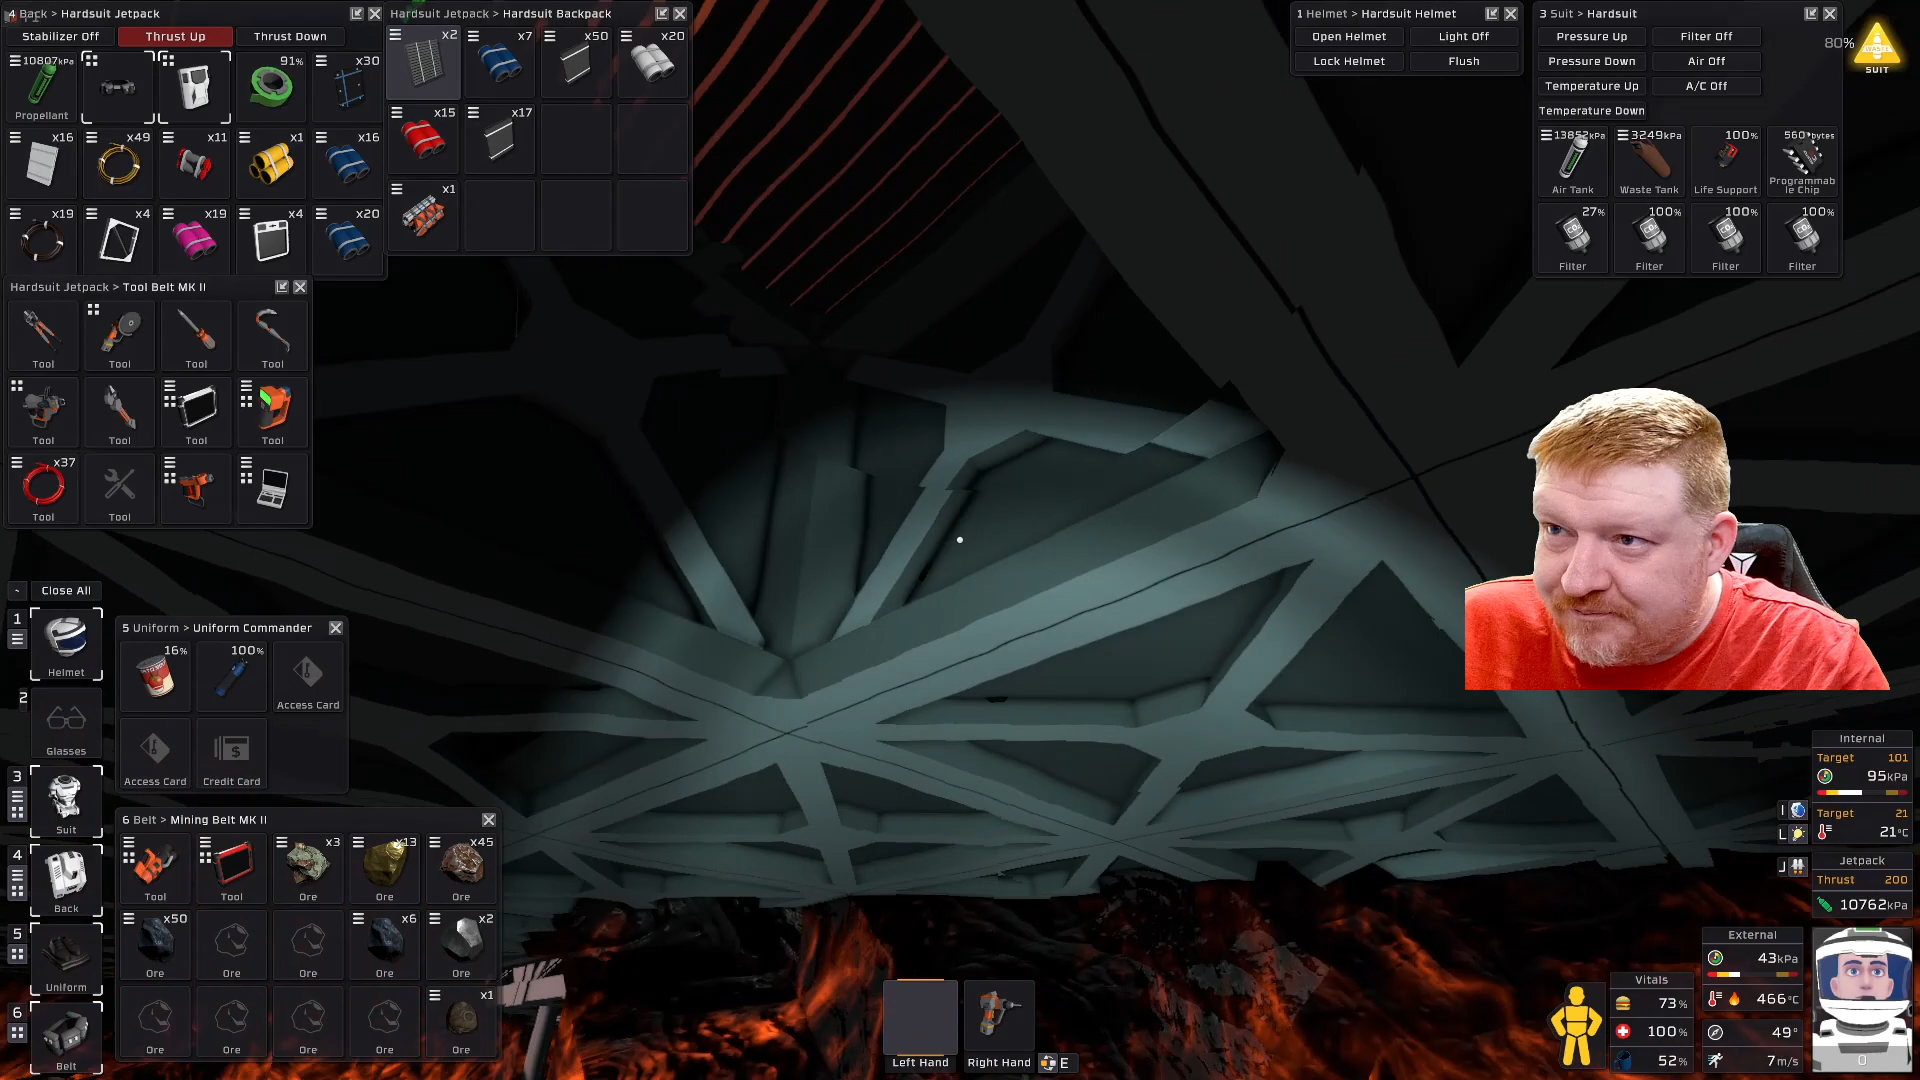 4 Back > Hardsuit Jetpack
Stabilizer Off
Thrust Up
Thrust Down
10807kPa
Propellant
91%
x30
x16
x49
x11
x1
x16
x19
x4
x19
x4
x20
Hardsuit Jetpack > Hardsuit Backpack
x2
x7
x50
x20
x15
x17
x1
1 Helmet > Hardsuit Helmet
Open Helmet
Light Off
Lock Helmet
Flush
3 Suit > Hardsuit
Pressure Up
Filter Off
Pressure Down
Air Off
Temperature Up
A/C Off
Temperature Down
Air Tank
3249kPa
Waste Tank
100%
Life Support
Programmab
le Chip
27%
Filter
100%
Filter
100%
Filter
100%
Filter
80%
SUIT
Hardsuit Jetpack > Tool Belt MK II
Tool
Tool
Tool
Tool
Tool
Tool
Tool
Tool
x37
Tool
Tool
~
Close All
1
Helmet
2
Glasses
3
Suit
4
Back
5
Uniform
6
Belt
5 Uniform > Uniform Commander
16%
100%
Access Card
Access Card
Credit Card
6 Belt > Mining Belt MK II
Tool
Tool
x3
Ore
x13
Ore
x45
Ore
x50
Ore
Ore
Ore
x6
Ore
x2
Ore
Ore
Ore
Ore
Ore
x1
Ore
Left Hand
Right Hand
E
Internal
Target 101
95kPa
Target 21
21°C
I
L
J
Jetpack
Thrust 200
10762kPa
External
43kPa
466°C
49°
7m/s
Vitals
73%
100%
52%
0